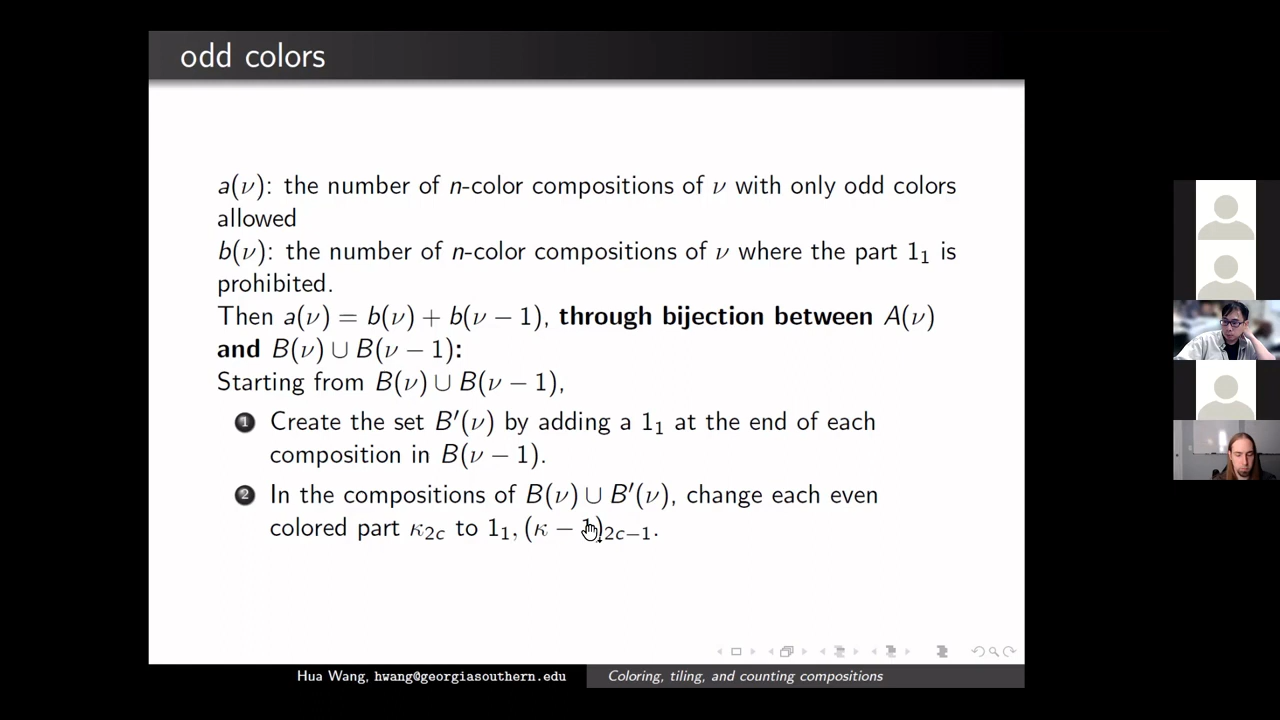 odd colors
a(ν): the number of n-color compositions of ν with only odd colors
allowed
b(ν): the number of n-color compositions of ν where the part 1₁ is
prohibited.
Then a(ν) = b(ν) + b(ν − 1), through bijection between A(ν)
and B(ν) ∪ B(ν − 1):
Starting from B(ν) ∪ B(ν − 1),
1 Create the set B′(ν) by adding a 1₁ at the end of each
composition in B(ν − 1).
2 In the compositions of B(ν) ∪ B′(ν), change each even
colored part κ_{2c} to 1₁, (κ − 1)_{2c−1}.
Hua Wang, hwang@georgiasouthern.edu
Coloring, tiling, and counting compositions